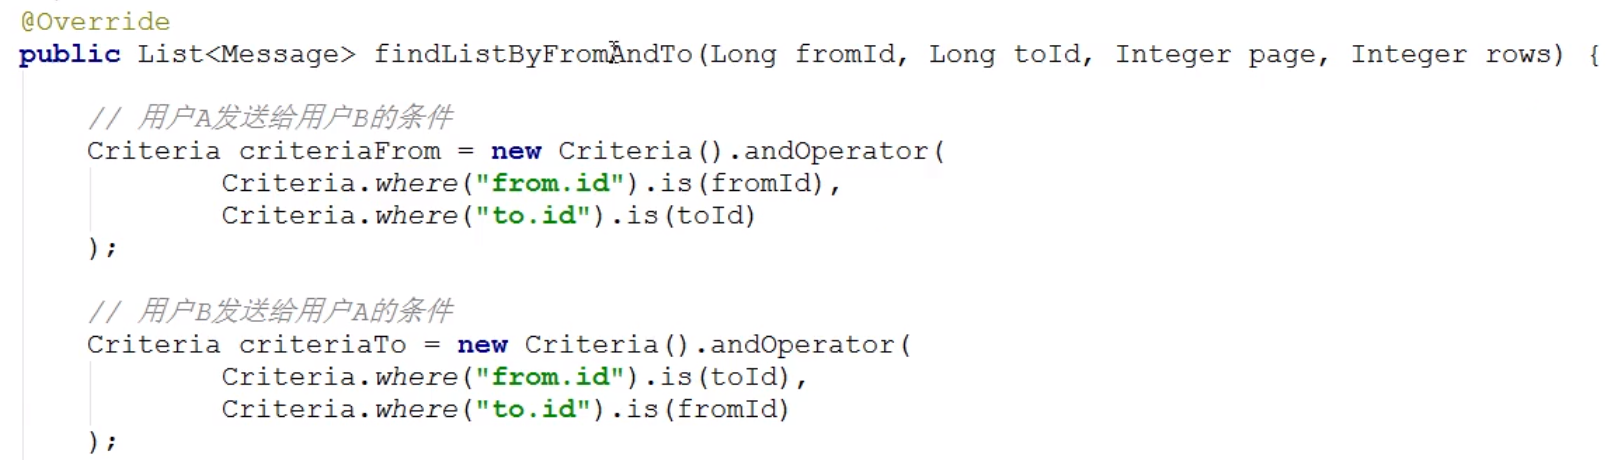 @Override
public List<Message> findListByFromAndTo(Long fromId, Long toId, Integer page, Integer rows) {
// 用户A发送给用户B的条件
Criteria criteriaFrom = new Criteria().andOperator(
Criteria.where("from.id").is(fromId),
Criteria.where("to.id").is(toId)
);
// 用户B发送给用户A的条件
Criteria criteriaTo = new Criteria().andOperator(
Criteria.where("from.id").is(toId),
Criteria.where("to.id").is(fromId)
);